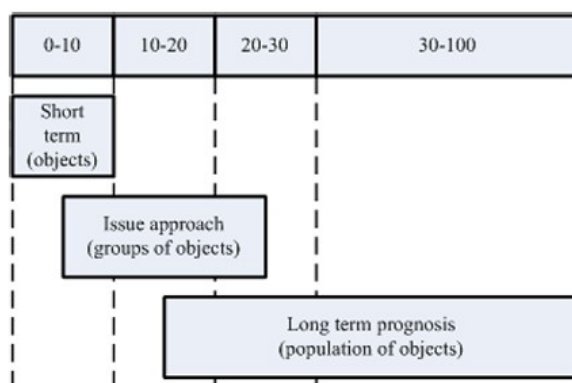 0-10 10-20 20-30 30-100
Short
term
(objects)
Issue approach
(groups of objects)
Long term prognosis
(population of objects)